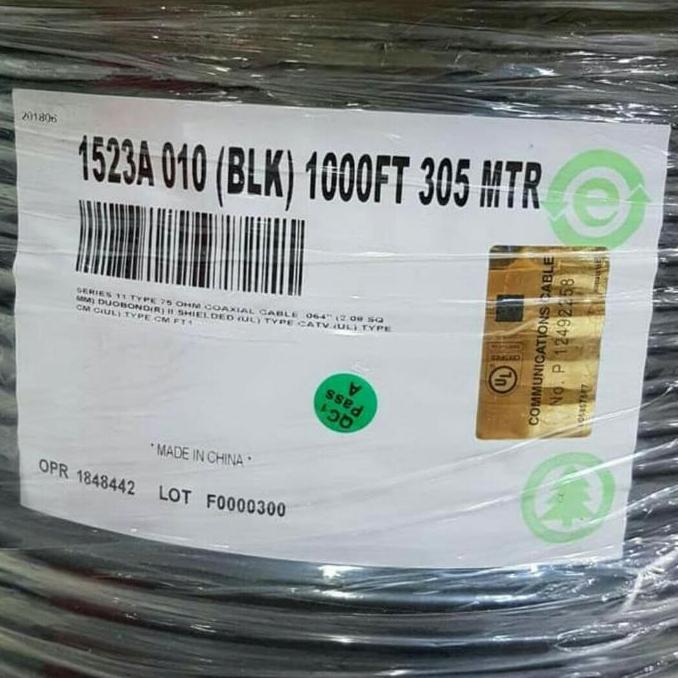 201806
1523A 010 (BLK) 1000FT 305 MTR
e
SERIES 11 TYPE 75 OHM COAXIAL CABLE .064" (2.08 SQ
MM) DUOBOND(R) II SHIELDED (UL) TYPE CATV (UL) TYPE
CM C(UL) TYPE CM FT1
COMMUNICATIONS CABLE
No. P 12492258
UL
QC1
Pass
A
* MADE IN CHINA *
OPR 1848442 LOT F0000300